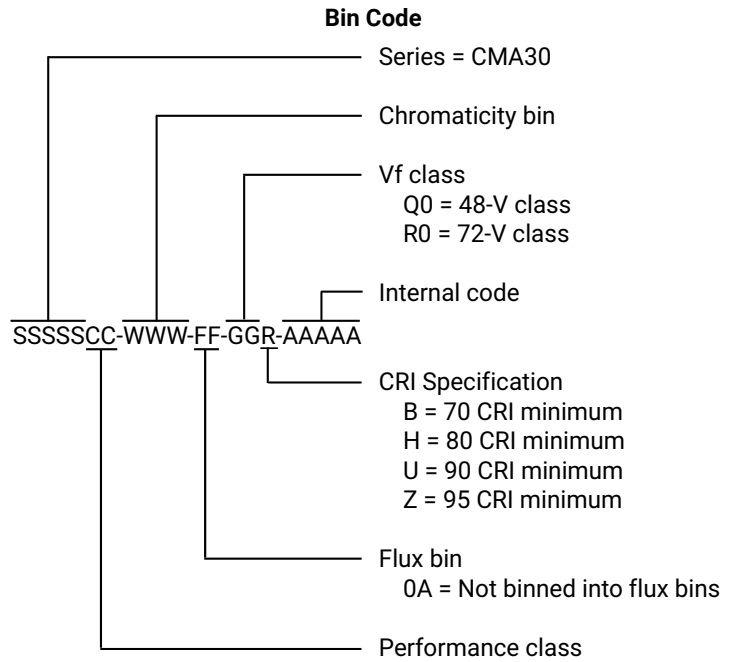 Bin Code
Series = CMA30
Chromaticity bin
Vf class
Q0 = 48-V class
R0 = 72-V class
Internal code
SSSSSCC-WWW-FF-GGR-AAAAA
CRI Specification
B = 70 CRI minimum
H = 80 CRI minimum
U = 90 CRI minimum
Z = 95 CRI minimum
Flux bin
0A = Not binned into flux bins
Performance class